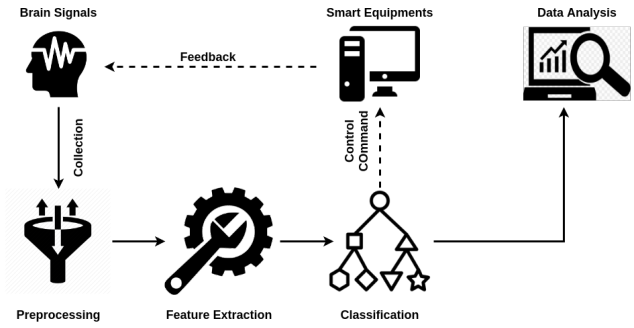 Brain Signals
Smart Equipments
Data Analysis
Feedback
Collection
Control
COmmand
Preprocessing
Feature Extraction
Classification